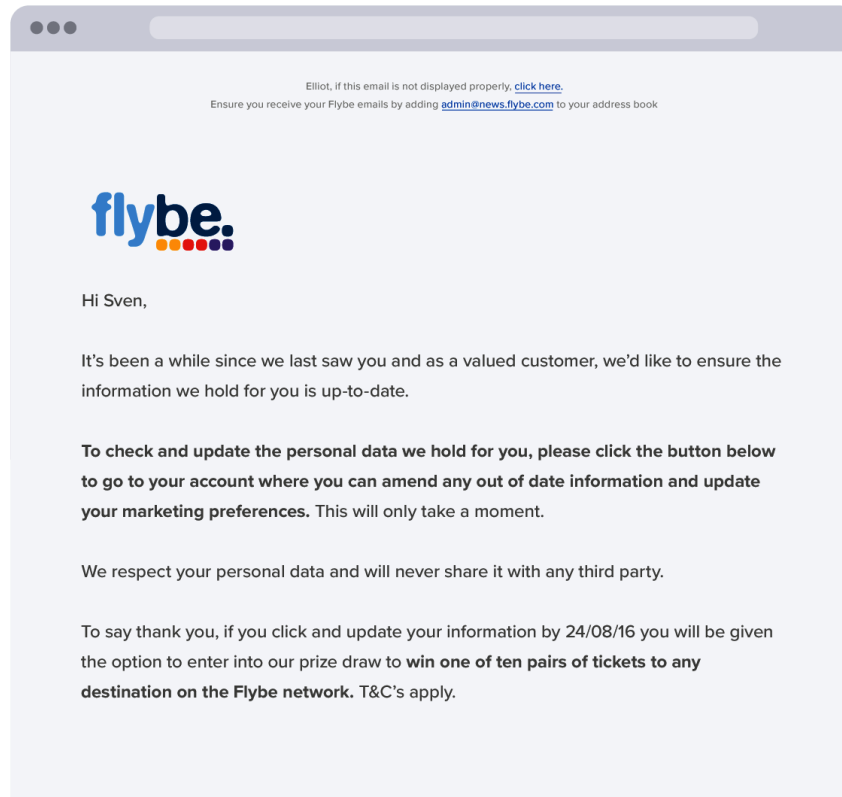 Elliot, if this email is not displayed properly, click here.
Ensure you receive your Flybe emails by adding admin@news.flybe.com to your address book
flybe.
Hi Sven,
It's been a while since we last saw you and as a valued customer, we'd like to ensure the
information we hold for you is up-to-date.
To check and update the personal data we hold for you, please click the button below
to go to your account where you can amend any out of date information and update
your marketing preferences. This will only take a moment.
We respect your personal data and will never share it with any third party.
To say thank you, if you click and update your information by 24/08/16 you will be given
the option to enter into our prize draw to win one of ten pairs of tickets to any
destination on the Flybe network. T&C's apply.